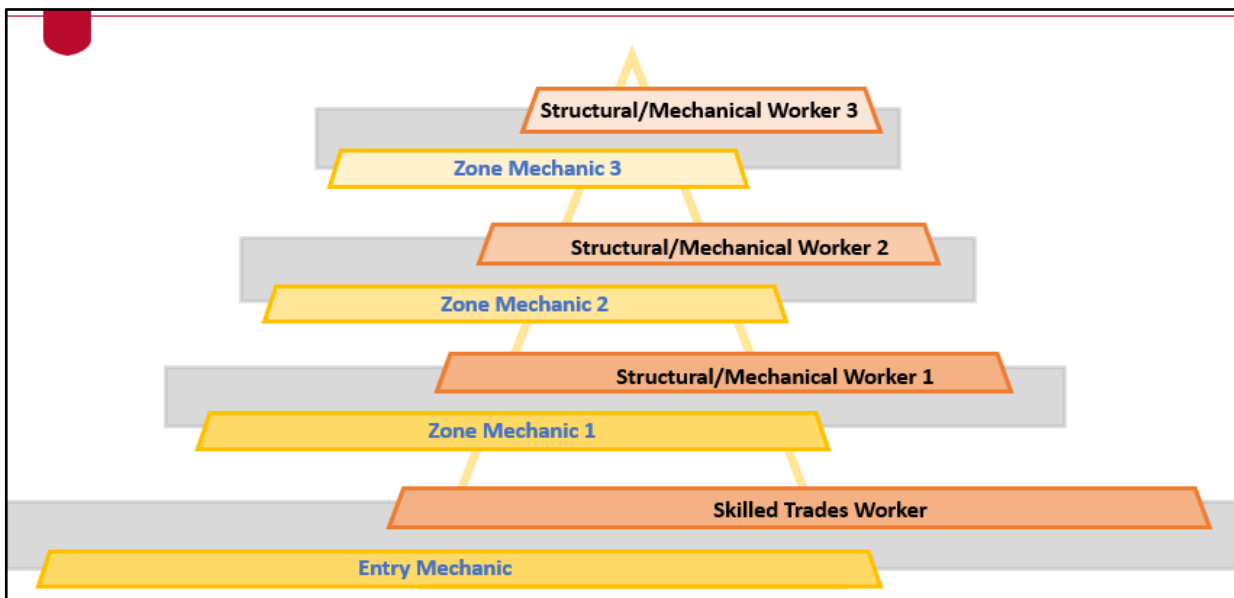 Structural/Mechanical Worker 3
Zone Mechanic 3
Structural/Mechanical Worker 2
Zone Mechanic 2
Structural/Mechanical Worker 1
Zone Mechanic 1
Skilled Trades Worker
Entry Mechanic